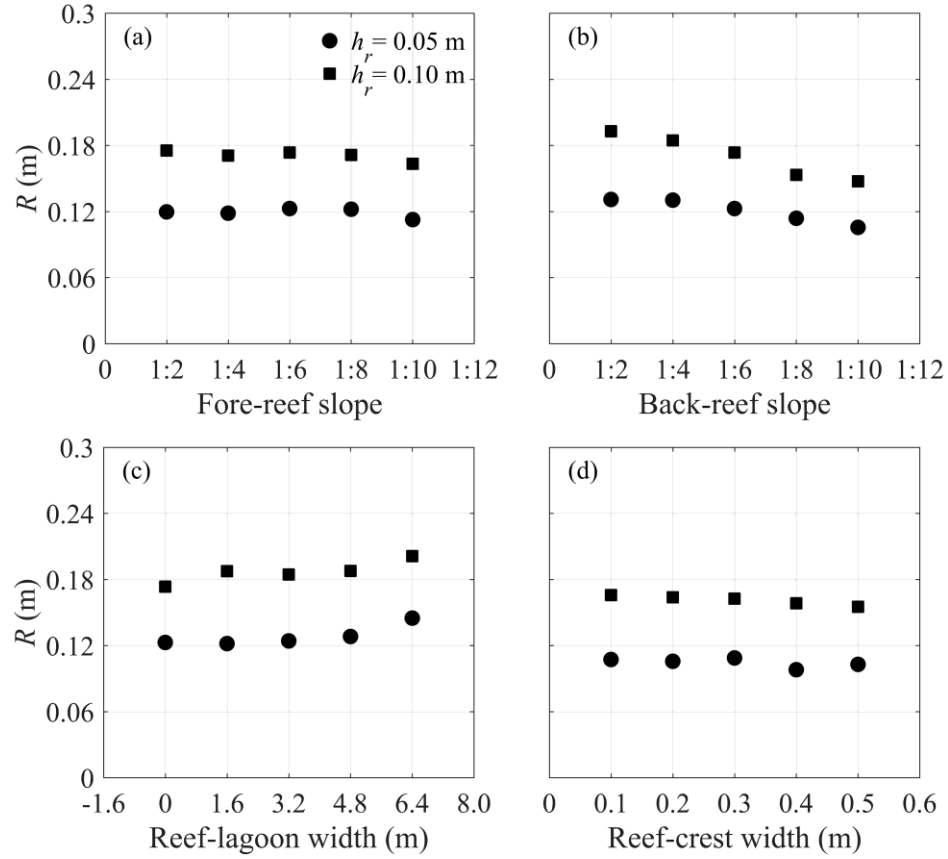 (a)
h_r = 0.05 m
h_r = 0.10 m
0.3
0.24
0.18
0.12
0.06
0
R (m)
0 1:2 1:4 1:6 1:8 1:10 1:12
Fore-reef slope
(b)
0 1:2 1:4 1:6 1:8 1:10 1:12
Back-reef slope
(c)
0.3
0.24
0.18
0.12
0.06
0
R (m)
-1.6 0 1.6 3.2 4.8 6.4 8.0
Reef-lagoon width (m)
(d)
0 0.1 0.2 0.3 0.4 0.5 0.6
Reef-crest width (m)